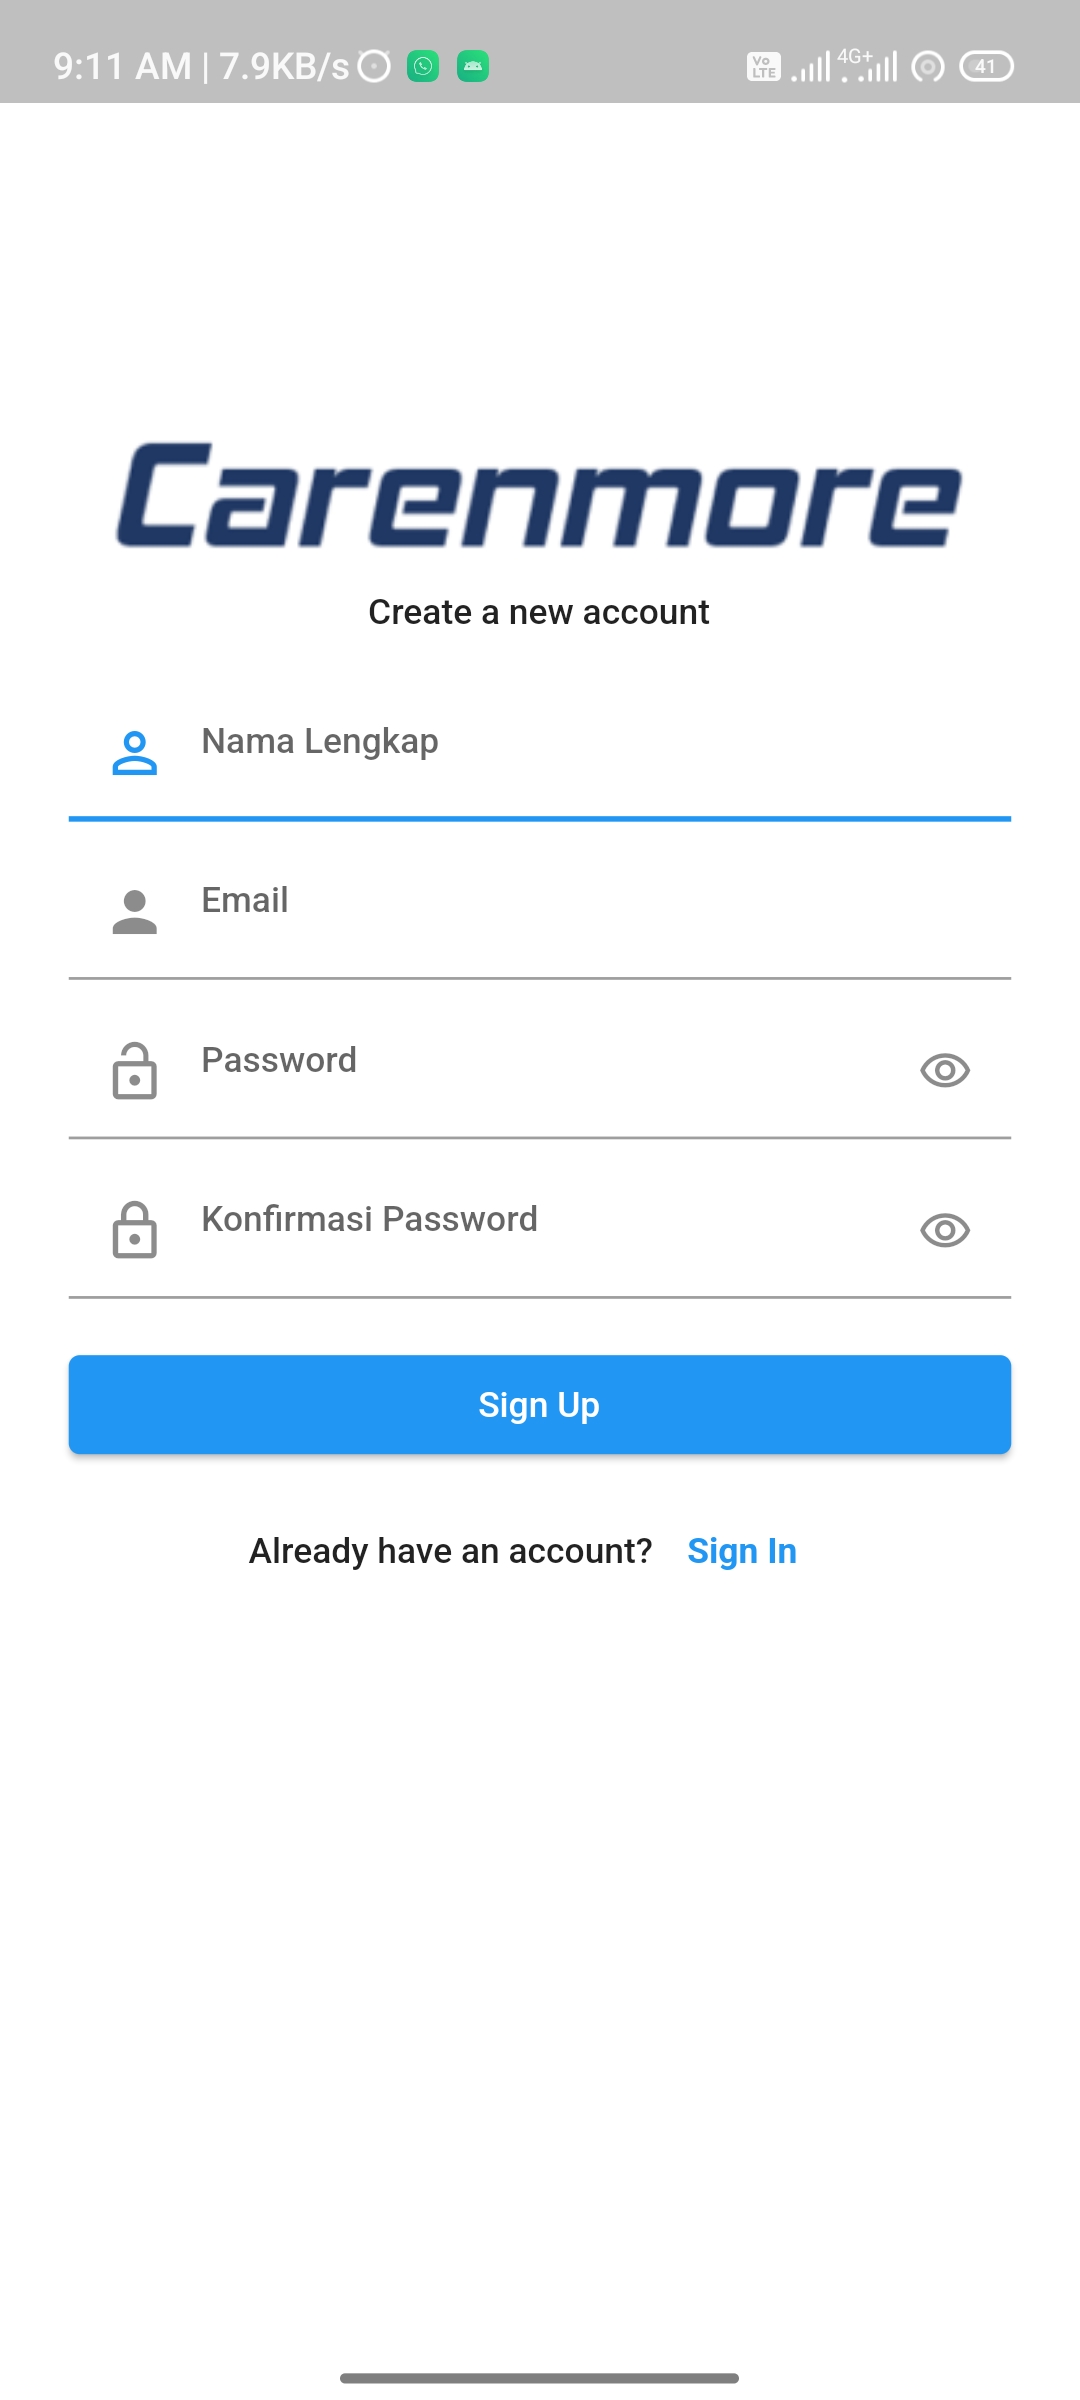 9:11 AM | 7.9KB/s Vo LTE 4G+ 41
Carenmore
Create a new account
Nama Lengkap
Email
Password
Konfirmasi Password
Sign Up
Already have an account? Sign In